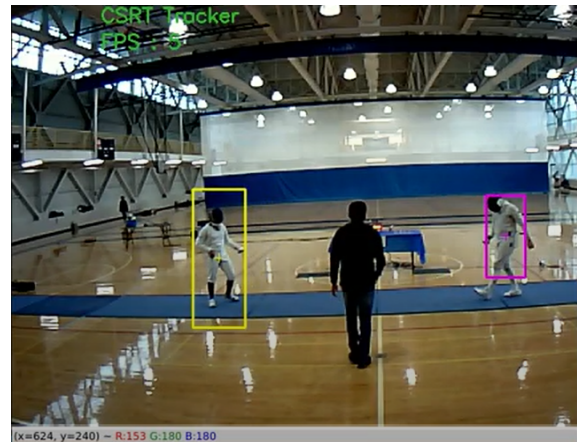 CSRT Tracker
FPS : 5
(x=624, y=240) ~ R:153 G:180 B:180